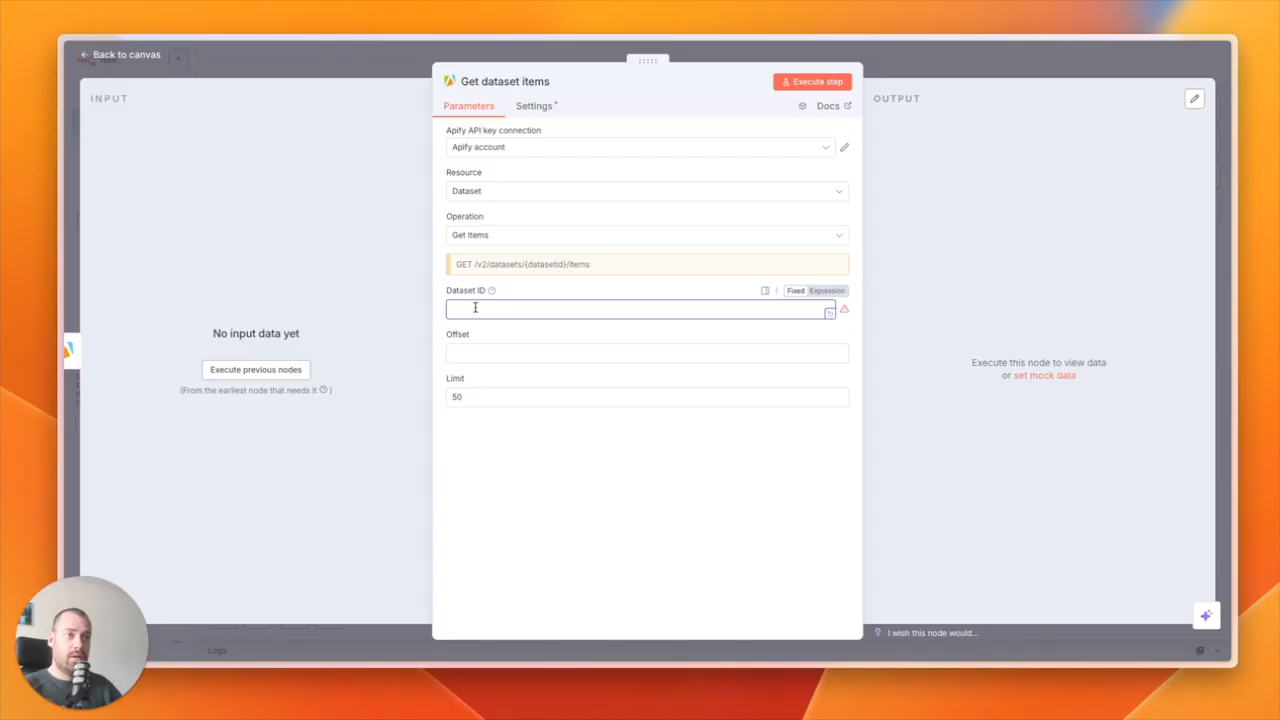 Back to canvas
INPUT
No input data yet
Execute previous nodes
(From the earliest node that needs it ? )
Get dataset items
Execute step
Parameters
Settings*
Docs
Apify API key connection
Apify account
Resource
Dataset
Operation
Get Items
GET /v2/datasets/{datasetId}/items
Dataset ID
Fixed Expression
Offset
Limit
50
OUTPUT
Execute this node to view data
or set mock data
I wish this node would...
Logs